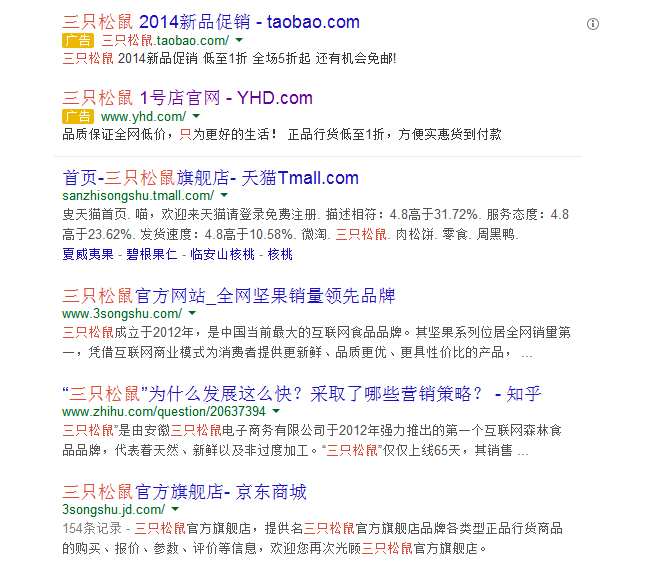 三只松鼠 2014新品促销 - taobao.com
广告 三只松鼠.taobao.com/
三只松鼠 2014新品促销 低至1折 全场5折起 还有机会免邮!
三只松鼠 1号店官网 - YHD.com
广告 www.yhd.com/
品质保证全网低价，只为更好的生活！ 正品行货低至1折，方便实惠货到付款
首页-三只松鼠旗舰店- 天猫Tmall.com
sanzhisongshu.tmall.com/
皮天猫首页. 喵，欢迎来天猫请登录免费注册. 描述相符：4.8高于31.72%. 服务态度：4.8
高于23.62%. 发货速度：4.8高于10.58%. 微淘. 三只松鼠. 肉松饼. 零食. 周黑鸭.
夏威夷果 - 碧根果仁 - 临安山核桃 - 核桃
三只松鼠官方网站_全网坚果销量领先品牌
www.3songshu.com/
三只松鼠成立于2012年，是中国当前最大的互联网食品品牌。其坚果系列位居全网销量第
一，凭借互联网商业模式为消费者提供更新鲜、品质更优、更具性价比的产品， ...
“三只松鼠”为什么发展这么快？采取了哪些营销策略？ - 知乎
www.zhihu.com/question/20637394
三只松鼠”是由安徽三只松鼠电子商务有限公司于2012年强力推出的第一个互联网森林食
品品牌，代表着天然、新鲜以及非过度加工。“三只松鼠”仅仅上线65天，其销售 ...
三只松鼠官方旗舰店- 京东商城
3songshu.jd.com/
154条记录 - 三只松鼠官方旗舰店，提供名三只松鼠官方旗舰店品牌各类型正品行货商品
的购买、报价、参数、评价等信息，欢迎您再次光顾三只松鼠官方旗舰店。